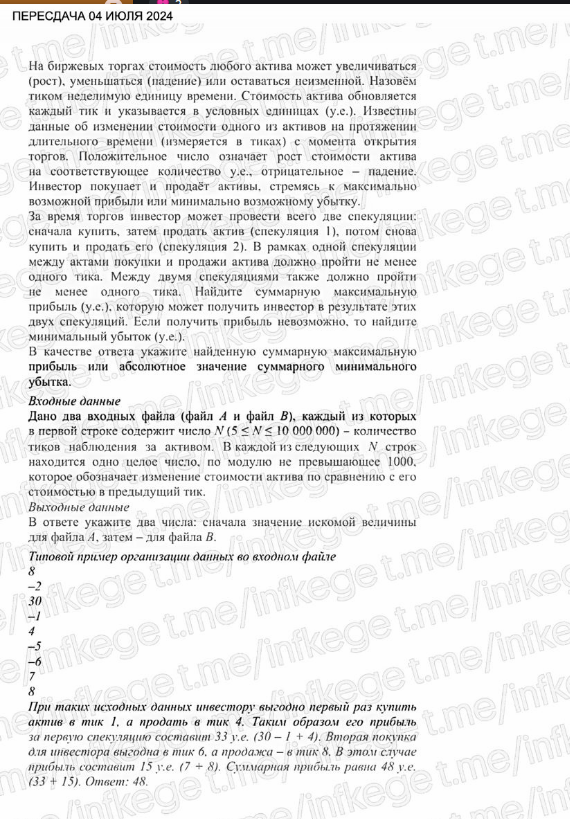 ПЕРЕСДАЧА 04 ИЮЛЯ 2024
На биржевых торгах стоимость любого актива может увеличиваться
(рост), уменьшаться (падение) или оставаться неизменной. Назовём
тиком неделимую единицу времени. Стоимость актива обновляется
каждый тик и указывается в условных единицах (у.е.). Известны
данные об изменении стоимости одного из активов на протяжении
длительного времени (измеряется в тиках) с момента открытия
торгов. Положительное число означает рост стоимости актива
на соответствующее количество у.е., отрицательное – падение.
Инвестор покупает и продаёт активы, стремясь к максимально
возможной прибыли или минимально возможному убытку.
За время торгов инвестор может провести всего две спекуляции:
сначала купить, затем продать актив (спекуляция 1), потом снова
купить и продать его (спекуляция 2). В рамках одной спекуляции
между актами покупки и продажи актива должно пройти не менее
одного тика. Между двумя спекуляциями также должно пройти
не менее одного тика. Найдите суммарную максимальную
прибыль (у.е.), которую может получить инвестор в результате этих
двух спекуляций. Если получить прибыль невозможно, то найдите
минимальный убыток (у.е.).
В качестве ответа укажите найденную суммарную максимальную
прибыль или абсолютное значение суммарного минимального
убытка.
Входные данные
Дано два входных файла (файл A и файл B), каждый из которых
в первой строке содержит число N (5 ≤ N ≤ 10 000 000) – количество
тиков наблюдения за активом. В каждой из следующих N строк
находится одно целое число, по модулю не превышающее 1000,
которое обозначает изменение стоимости актива по сравнению с его
стоимостью в предыдущий тик.
Выходные данные
В ответе укажите два числа: сначала значение искомой величины
для файла A, затем – для файла B.
Типовой пример организации данных во входном файле
8
–2
30
–1
4
–5
–6
7
8
При таких исходных данных инвестору выгодно первый раз купить
актив в тик 1, а продать в тик 4. Таким образом его прибыль
за первую спекуляцию составит 33 у.е. (30 – 1 + 4). Вторая покупка
для инвестора выгодна в тик 6, а продажа – в тик 8. В этом случае
прибыль составит 15 у.е. (7 + 8). Суммарная прибыль равна 48 у.е.
(33 + 15). Ответ: 48.
t.me/infkege